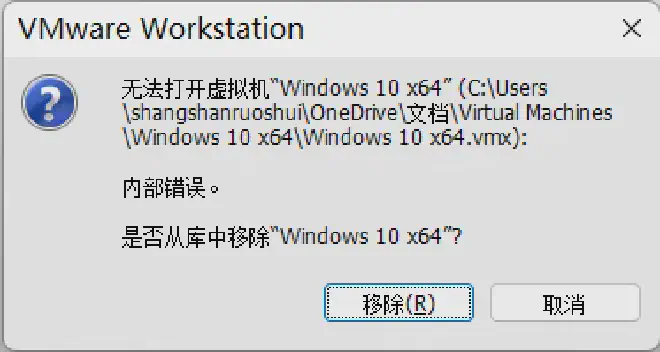 VMware Workstation
无法打开虚拟机“Windows 10 x64” (C:\Users
\shangshanruoshui\OneDrive\文档\Virtual Machines
\Windows 10 x64\Windows 10 x64.vmx):
内部错误。
是否从库中移除“Windows 10 x64”?
移除(R)
取消